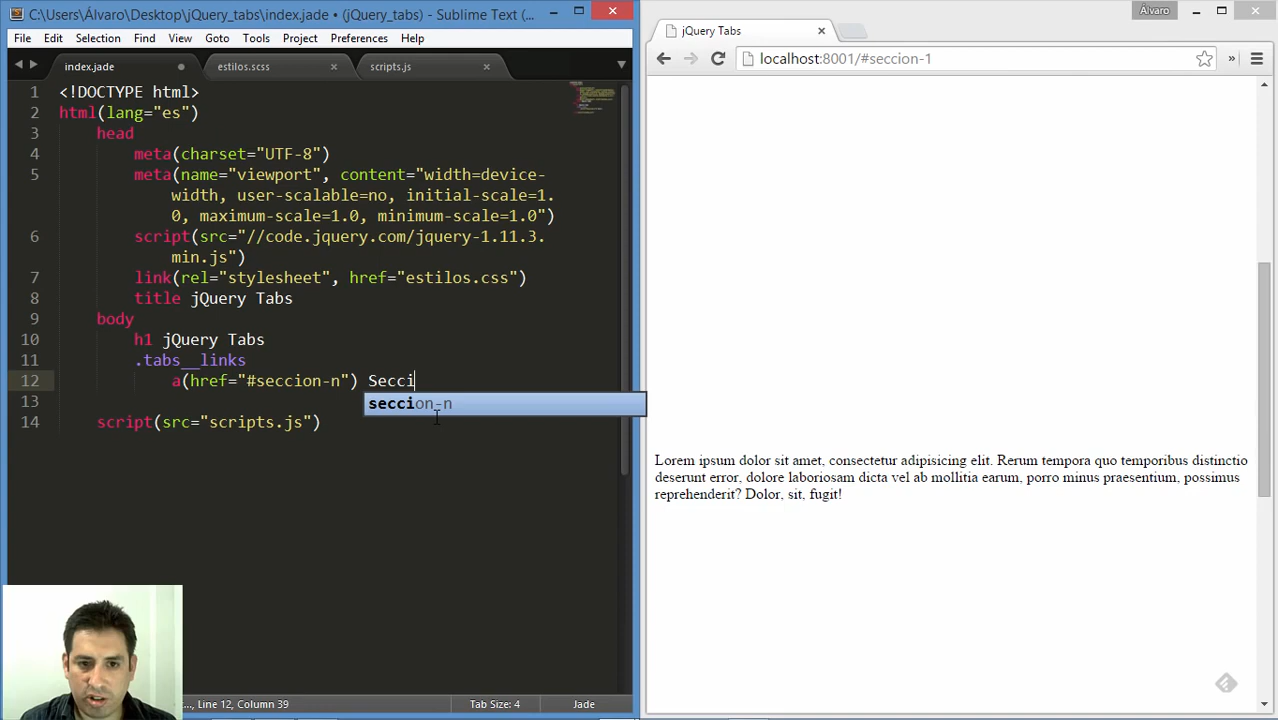 C:\Users\Álvaro\Desktop\jQuery_tabs\index.jade • (jQuery_tabs) - Sublime Text (...
File Edit Selection Find View Goto Tools Project Preferences Help
index.jade estilos.scss × scripts.js ×
1 <!DOCTYPE html>
2 html(lang="es")
3 head
4 meta(charset="UTF-8")
5 meta(name="viewport", content="width=device-
width, user-scalable=no, initial-scale=1.
0, maximum-scale=1.0, minimum-scale=1.0")
6 script(src="//code.jquery.com/jquery-1.11.3.
min.js")
7 link(rel="stylesheet", href="estilos.css")
8 title jQuery Tabs
9 body
10 h1 jQuery Tabs
11 .tabs__links
12 a(href="#seccion-n") Secci
seccion-n
13
14 script(src="scripts.js")
..., Line 12, Column 39 Tab Size: 4 Jade
Álvaro
jQuery Tabs
localhost:8001/#seccion-1
Lorem ipsum dolor sit amet, consectetur adipisicing elit. Rerum tempora quo temporibus distinctio
deserunt error, dolore laboriosam dicta vel ab mollitia earum, porro minus praesentium, possimus
reprehenderit? Dolor, sit, fugit!